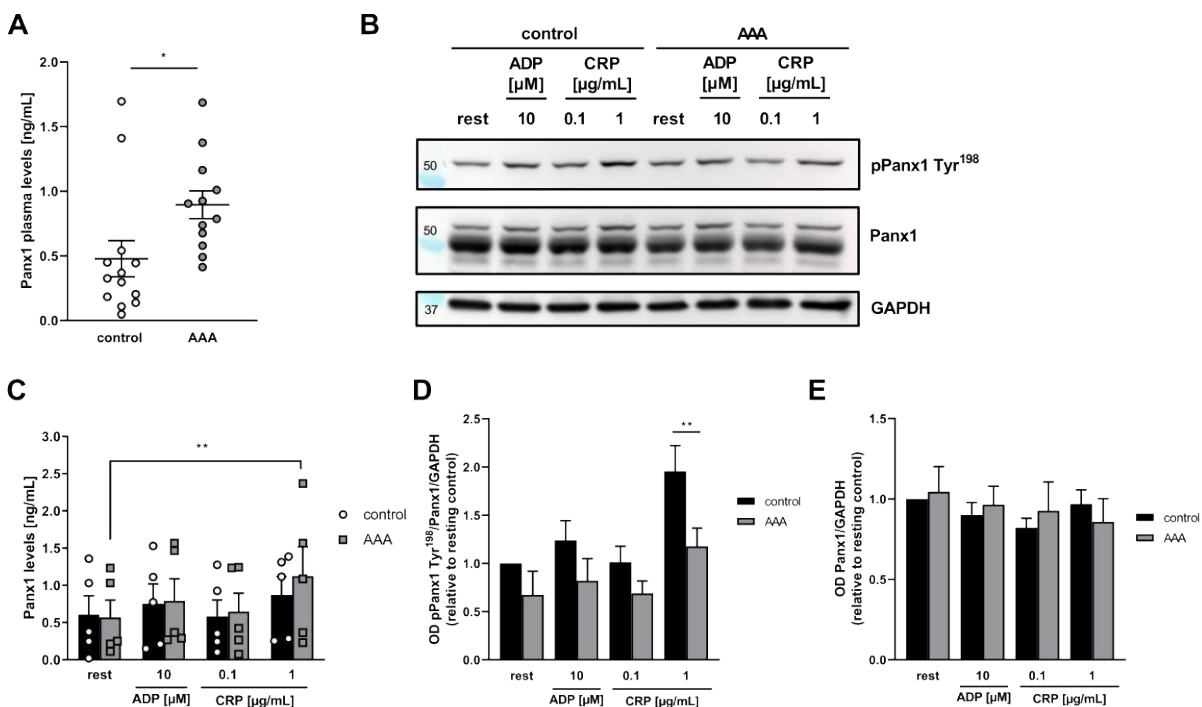 A
*
2.0
1.5
1.0
0.5
0.0
Panx1 plasma levels [ng/mL]
control AAA
B
control AAA
ADP CRP ADP CRP
[µM] [µg/mL] [µM] [µg/mL]
rest 10 0.1 1 rest 10 0.1 1
50 pPanx1 Tyr198
50 Panx1
37 GAPDH
C
**
3.0
2.5
2.0
1.5
1.0
0.5
0.0
Panx1 levels [ng/mL]
control
AAA
rest 10 0.1 1
ADP [µM] CRP [µg/mL]
D
**
2.5
2.0
1.5
1.0
0.5
0.0
OD pPanx1 Tyr198/Panx1/GAPDH
(relative to resting control)
control
AAA
rest 10 0.1 1
ADP [µM] CRP [µg/mL]
E
1.5
1.0
0.5
0.0
OD Panx1/GAPDH
(relative to resting control)
control
AAA
rest 10 0.1 1
ADP [µM] CRP [µg/mL]